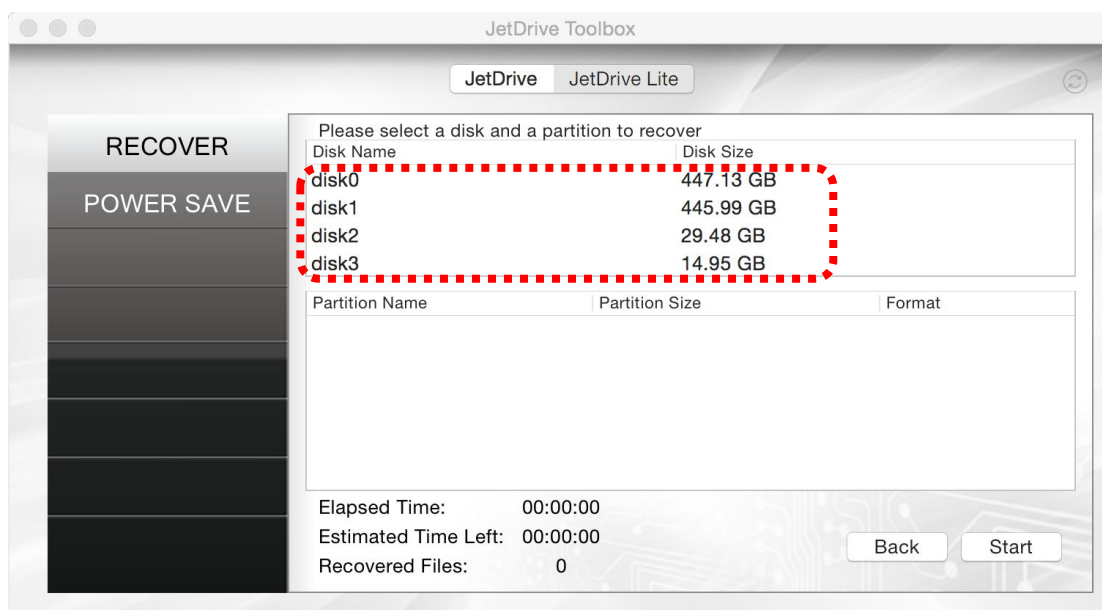 JetDrive Toolbox
JetDrive JetDrive Lite
RECOVER
POWER SAVE
Please select a disk and a partition to recover
Disk Name Disk Size
disk0 447.13 GB
disk1 445.99 GB
disk2 29.48 GB
disk3 14.95 GB
Partition Name Partition Size Format
Elapsed Time: 00:00:00
Estimated Time Left: 00:00:00
Recovered Files: 0
Back Start